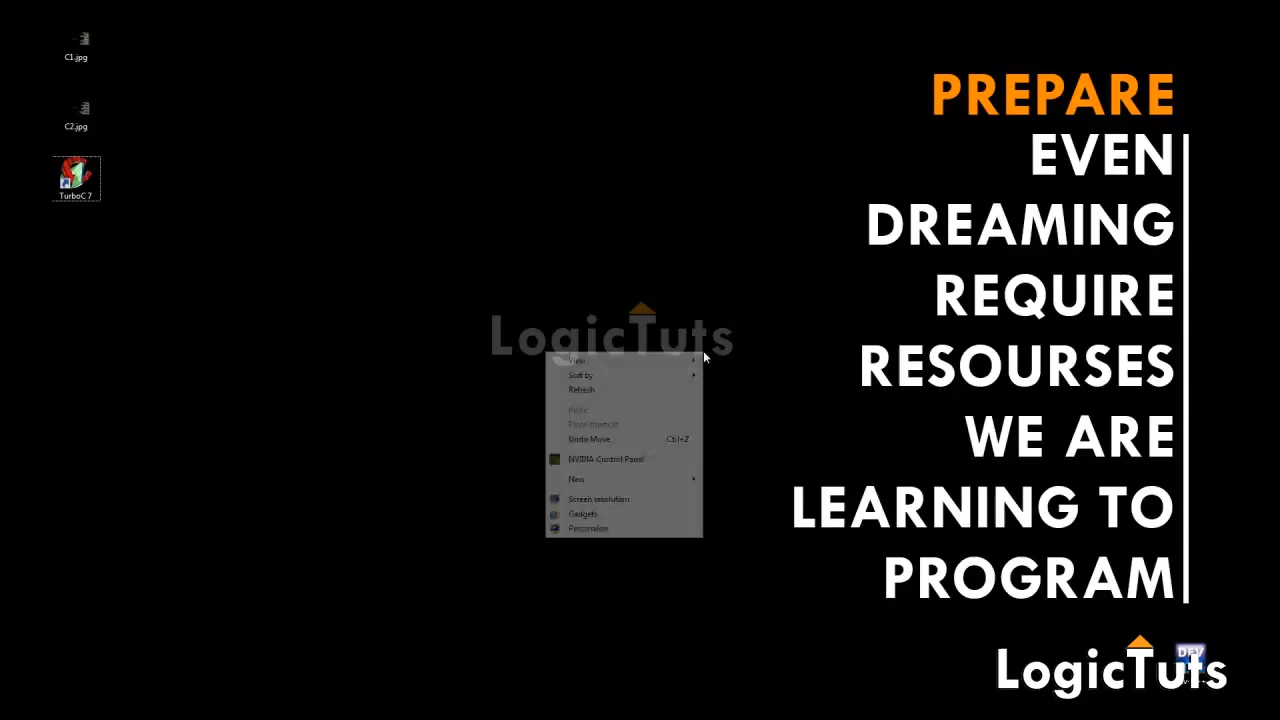 C1.jpg
C2.jpg
TurboC 7
PREPARE
EVEN
DREAMING
REQUIRE
RESOURSES
WE ARE
LEARNING TO
PROGRAM
LogicTuts
View
Sort by
Refresh
Paste
Paste shortcut
Undo Move Ctrl+Z
NVIDIA Control Panel
New
Screen resolution
Gadgets
Personalize
DEV
LogicTuts